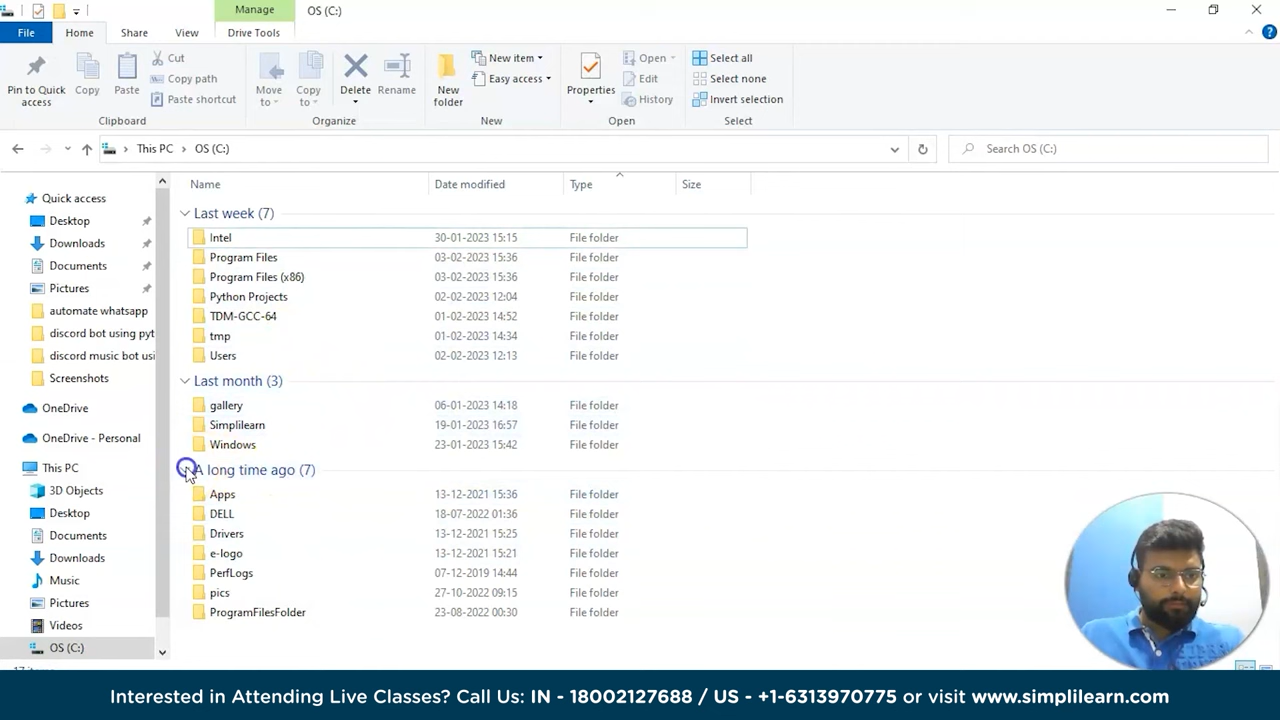 Manage
OS (C:)
File
Home
Share
View
Drive Tools
Pin to Quick access
Copy
Paste
Cut
Copy path
Paste shortcut
Clipboard
Move to
Copy to
Delete
Rename
Organize
New folder
New item
Easy access
New
Properties
Open
Edit
History
Open
Select all
Select none
Invert selection
Select
This PC > OS (C:)
Search OS (C:)
Name Date modified Type Size
Quick access
Desktop
Downloads
Documents
Pictures
automate whatsapp
discord bot using pyt
discord music bot usi
Screenshots
OneDrive
OneDrive - Personal
This PC
3D Objects
Desktop
Documents
Downloads
Music
Pictures
Videos
OS (C:)
Last week (7)
Intel 30-01-2023 15:15 File folder
Program Files 03-02-2023 15:36 File folder
Program Files (x86) 03-02-2023 15:36 File folder
Python Projects 02-02-2023 12:04 File folder
TDM-GCC-64 01-02-2023 14:52 File folder
tmp 01-02-2023 14:34 File folder
Users 02-02-2023 12:13 File folder
Last month (3)
gallery 06-01-2023 14:18 File folder
Simplilearn 19-01-2023 16:57 File folder
Windows 23-01-2023 15:42 File folder
A long time ago (7)
Apps 13-12-2021 15:36 File folder
DELL 18-07-2022 01:36 File folder
Drivers 13-12-2021 15:25 File folder
e-logo 13-12-2021 15:21 File folder
PerfLogs 07-12-2019 14:44 File folder
pics 27-10-2022 09:15 File folder
ProgramFilesFolder 23-08-2022 00:30 File folder
Interested in Attending Live Classes? Call Us: IN - 18002127688 / US - +1-6313970775 or visit www.simplilearn.com